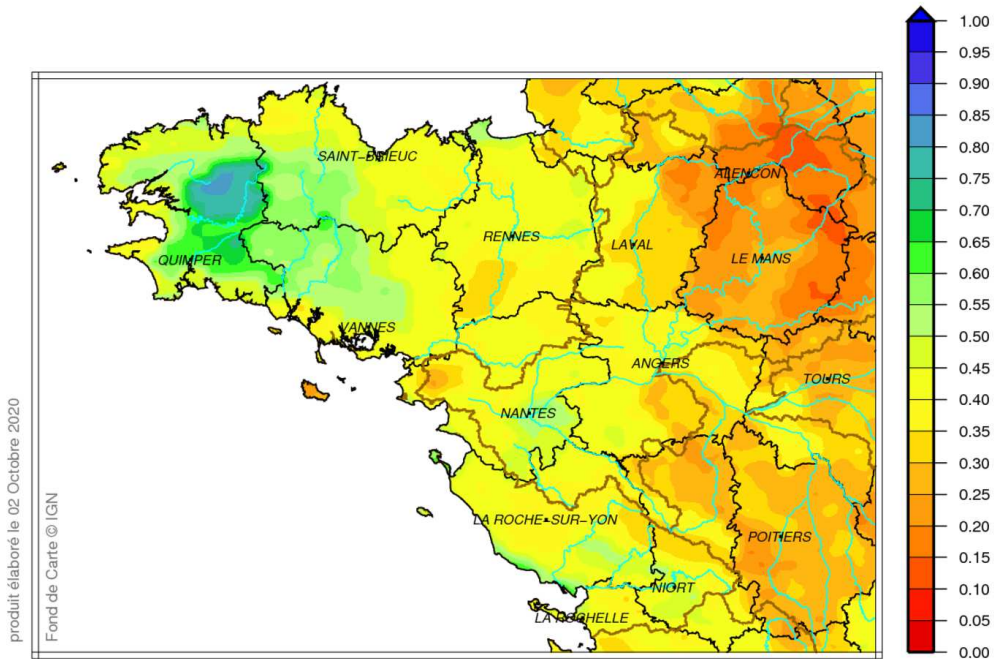 1.00
0.95
0.90
0.85
0.80
0.75
0.70
0.65
0.60
0.55
0.50
0.45
0.40
0.35
0.30
0.25
0.20
0.15
0.10
0.05
0.00
SAINT-BRIEUC
ALENCON
RENNES
LAVAL
LE MANS
QUIMPER
VANNES
ANGERS
TOURS
NANTES
LA ROCHE-SUR-YON
POITIERS
NIORT
LA ROCHELLE
produit élaboré le 02 Octobre 2020
Fond de Carte © IGN